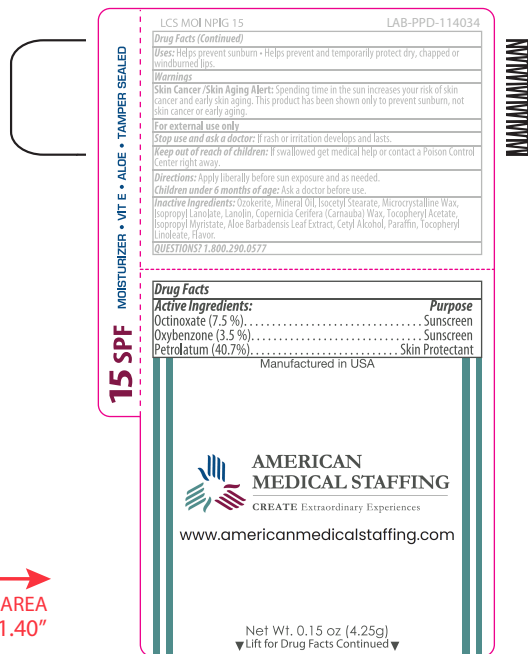 LCS MOI NPIG 15
LAB-PPD-114034
Drug Facts (Continued)
Uses: Helps prevent sunburn • Helps prevent and temporarily protect dry, chapped or
windburned lips.
Warnings
Skin Cancer /Skin Aging Alert: Spending time in the sun increases your risk of skin
cancer and early skin aging. This product has been shown only to prevent sunburn, not
skin cancer or early aging.
For external use only
Stop use and ask a doctor: If rash or irritation develops and lasts.
Keep out of reach of children: If swallowed get medical help or contact a Poison Control
Center right away.
Directions: Apply liberally before sun exposure and as needed.
Children under 6 months of age: Ask a doctor before use.
Inactive Ingredients: Ozokerite, Mineral Oil, Isocetyl Stearate, Microcrystalline Wax,
Isopropyl Lanolate, Lanolin, Copernicia Cerifera (Carnauba) Wax, Tocopheryl Acetate,
Isopropyl Myristate, Aloe Barbadensis Leaf Extract, Cetyl Alcohol, Paraffin, Tocopheryl
Linoleate, Flavor.
QUESTIONS? 1.800.290.0577
15 SPF MOISTURIZER • VIT E • ALOE • TAMPER SEALED
Drug Facts
Active Ingredients: Purpose
Octinoxate (7.5 %)................................Sunscreen
Oxybenzone (3.5 %)...............................Sunscreen
Petrolatum (40.7%)...........................Skin Protectant
Manufactured in USA
AMERICAN
MEDICAL STAFFING
CREATE Extraordinary Experiences
www.americanmedicalstaffing.com
AREA
1.40”
Net Wt. 0.15 oz (4.25g)
▼Lift for Drug Facts Continued▼